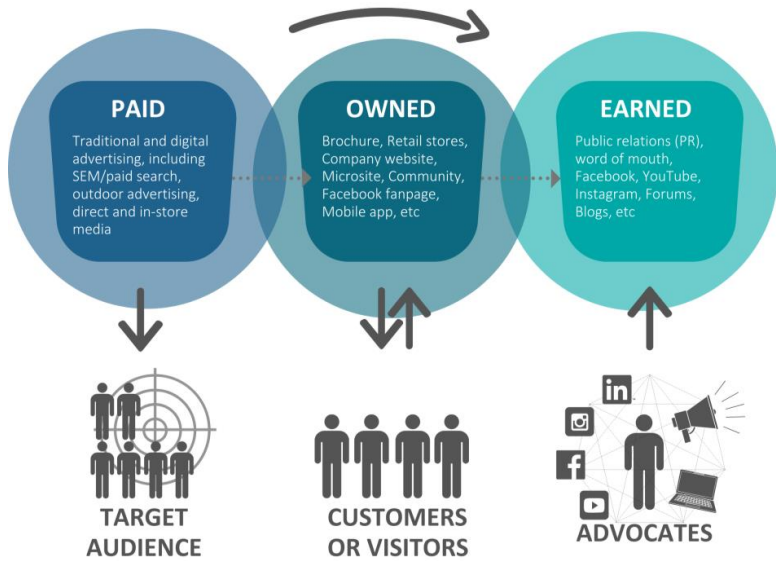 PAID
Traditional and digital
advertising, including
SEM/paid search,
outdoor advertising,
direct and in-store
media
OWNED
Brochure, Retail stores,
Company website,
Microsite, Community,
Facebook fanpage,
Mobile app, etc
EARNED
Public relations (PR),
word of mouth,
Facebook, YouTube,
Instagram, Forums,
Blogs, etc
TARGET
AUDIENCE
CUSTOMERS
OR VISITORS
in
f
ADVOCATES